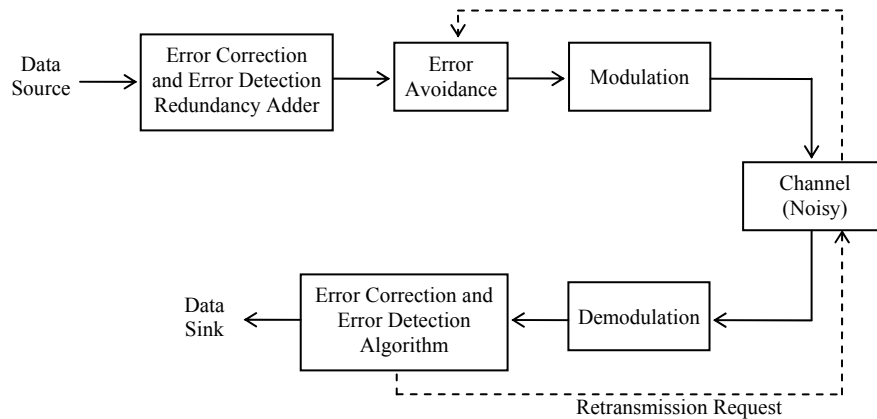 Data
Source
Error Correction
and Error Detection
Redundancy Adder
Error
Avoidance
Modulation
Channel
(Noisy)
Data
Sink
Error Correction and
Error Detection
Algorithm
Demodulation
Retransmission Request